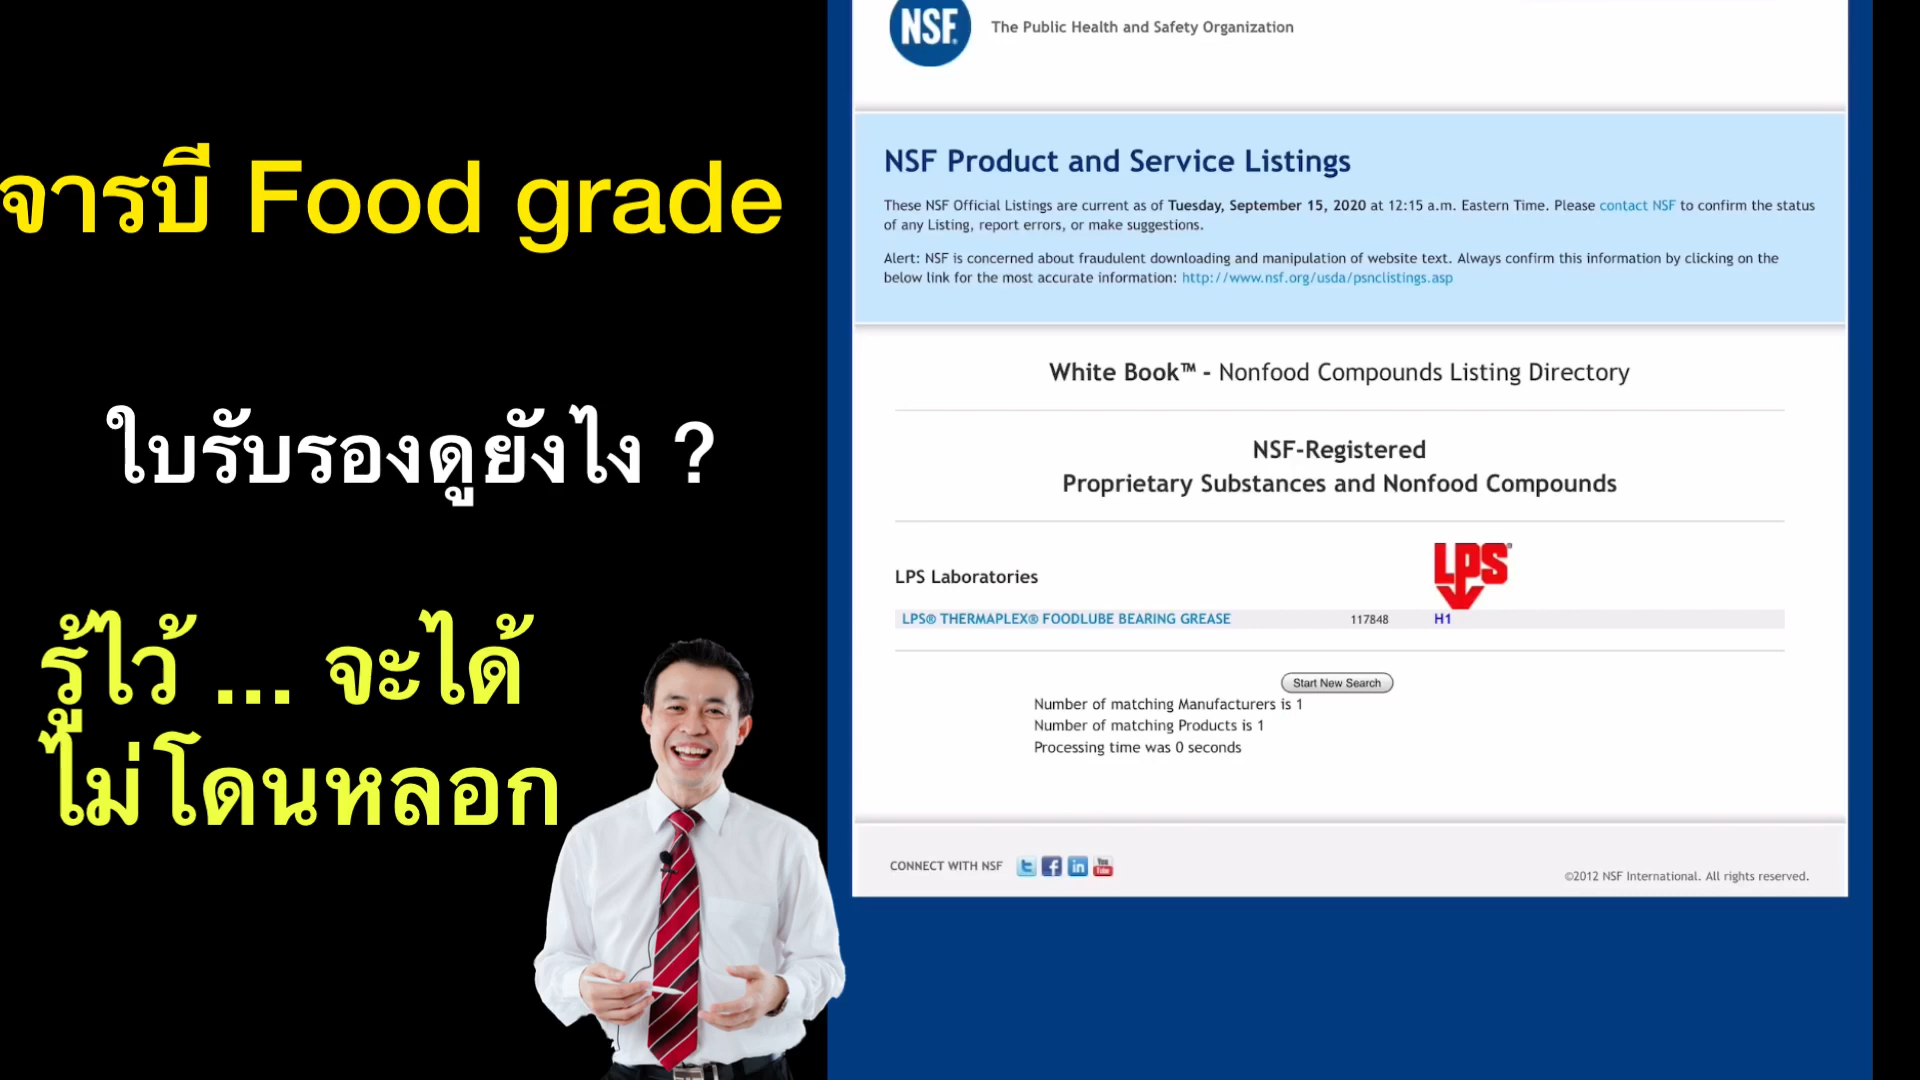 จารบี Food grade
ใบรับรองดูยังไง ?
รู้ไว้ ... จะได้
ไม่โดนหลอก
NSF.
The Public Health and Safety Organization
NSF Product and Service Listings
These NSF Official Listings are current as of Tuesday, September 15, 2020 at 12:15 a.m. Eastern Time. Please contact NSF to confirm the status
of any Listing, report errors, or make suggestions.
Alert: NSF is concerned about fraudulent downloading and manipulation of website text. Always confirm this information by clicking on the
below link for the most accurate information: http://www.nsf.org/usda/psnclistings.asp
White Book™ - Nonfood Compounds Listing Directory
NSF-Registered
Proprietary Substances and Nonfood Compounds
LPS®
LPS Laboratories
LPS® THERMAPLEX® FOODLUBE BEARING GREASE 117848 H1
Start New Search
Number of matching Manufacturers is 1
Number of matching Products is 1
Processing time was 0 seconds
CONNECT WITH NSF
You Tube
©2012 NSF International. All rights reserved.